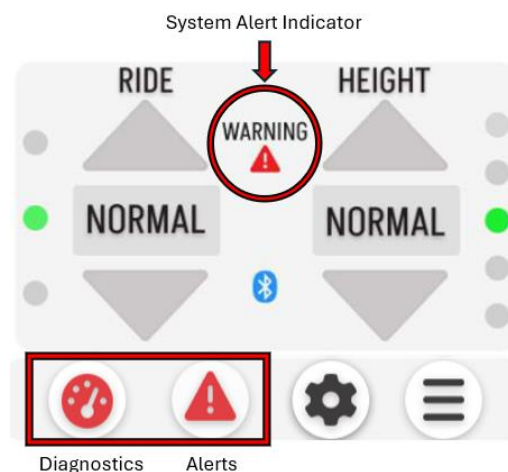 System Alert Indicator
RIDE
HEIGHT
WARNING
NORMAL
NORMAL
Diagnostics
Alerts